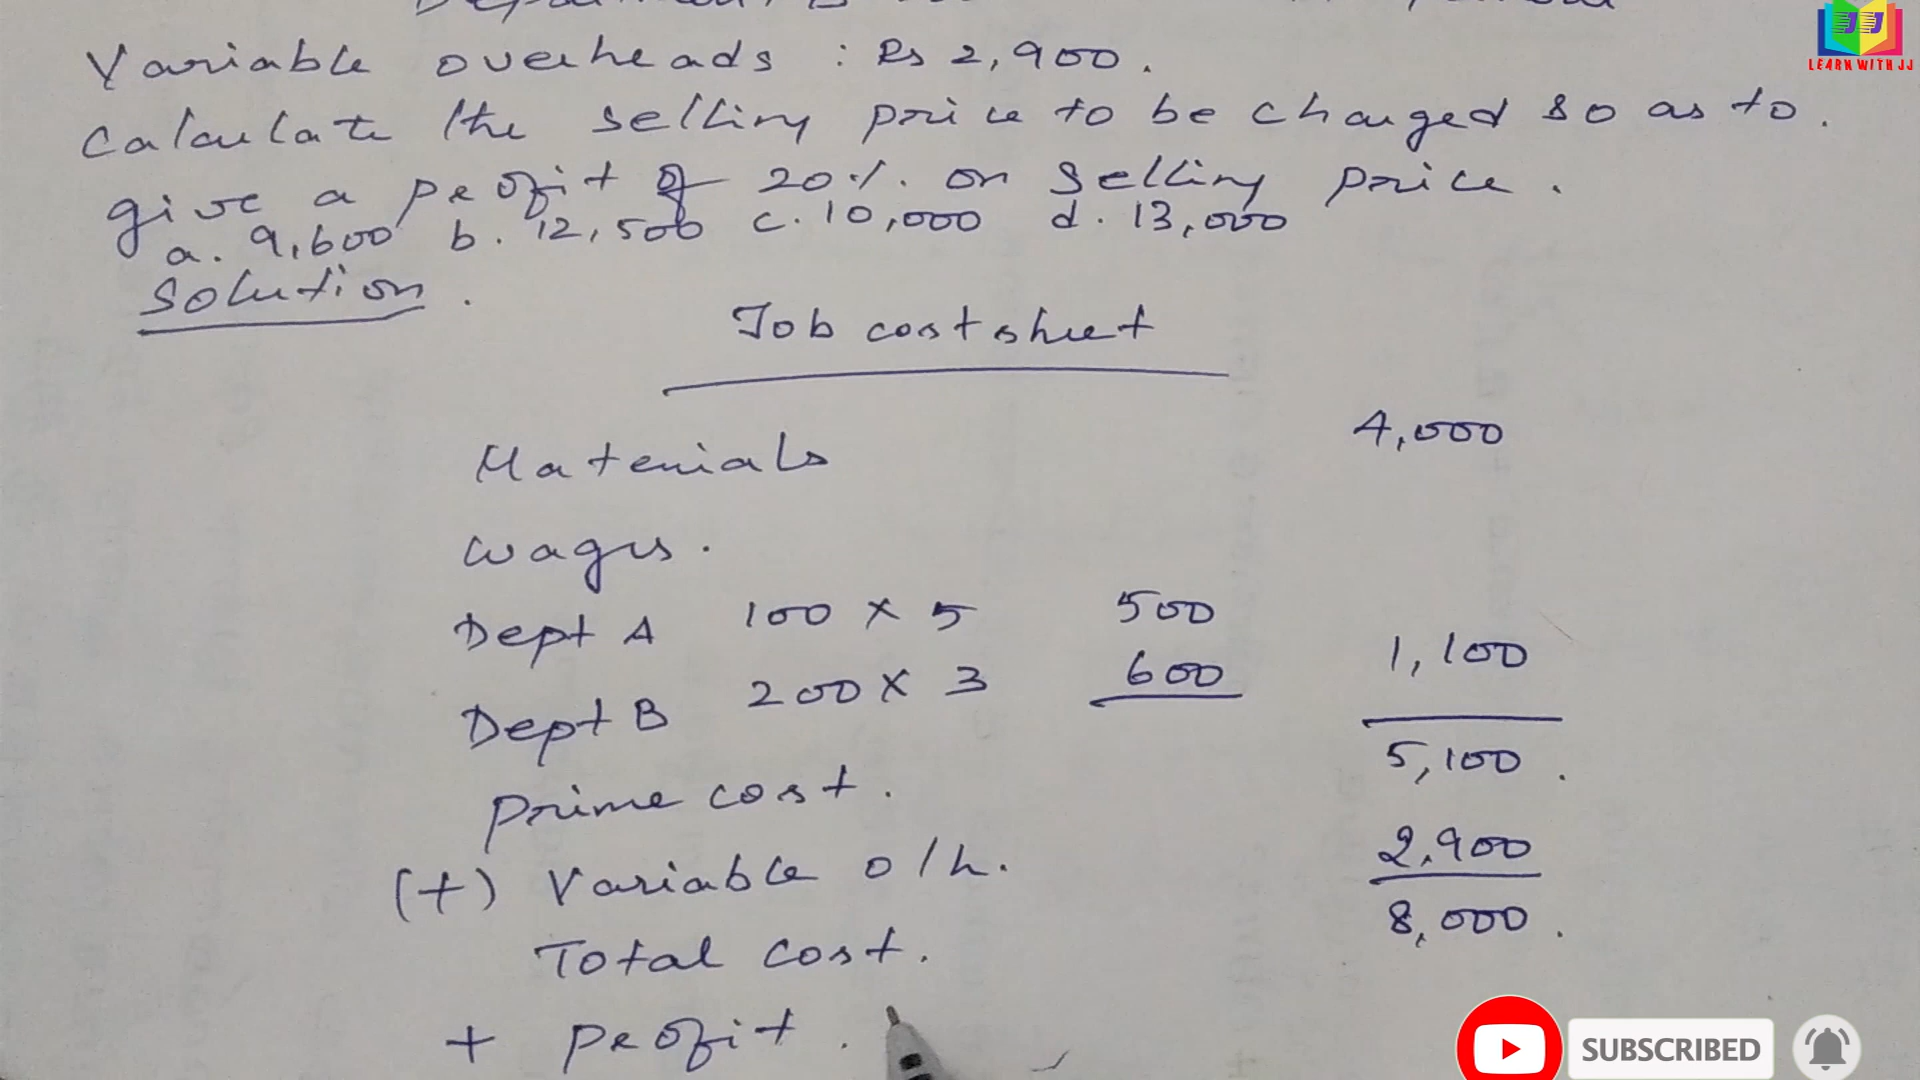 Variable overheads : Rs 2,900.
Calculate the selling price to be charged so as to.
give a profit of 20%. on selling price.
a. 9,600 b. 12,500 c. 10,000 d. 13,000
Solution.
Job cost sheet
Materials 4,000
Wages.
Dept A 100 x 5 500
Dept B 200 x 3 600 1,100
Prime cost. 5,100.
(+) Variable o/h. 2,900
Total cost. 8,000.
+ Profit.
JJ
LEARN WITH JJ
SUBSCRIBED